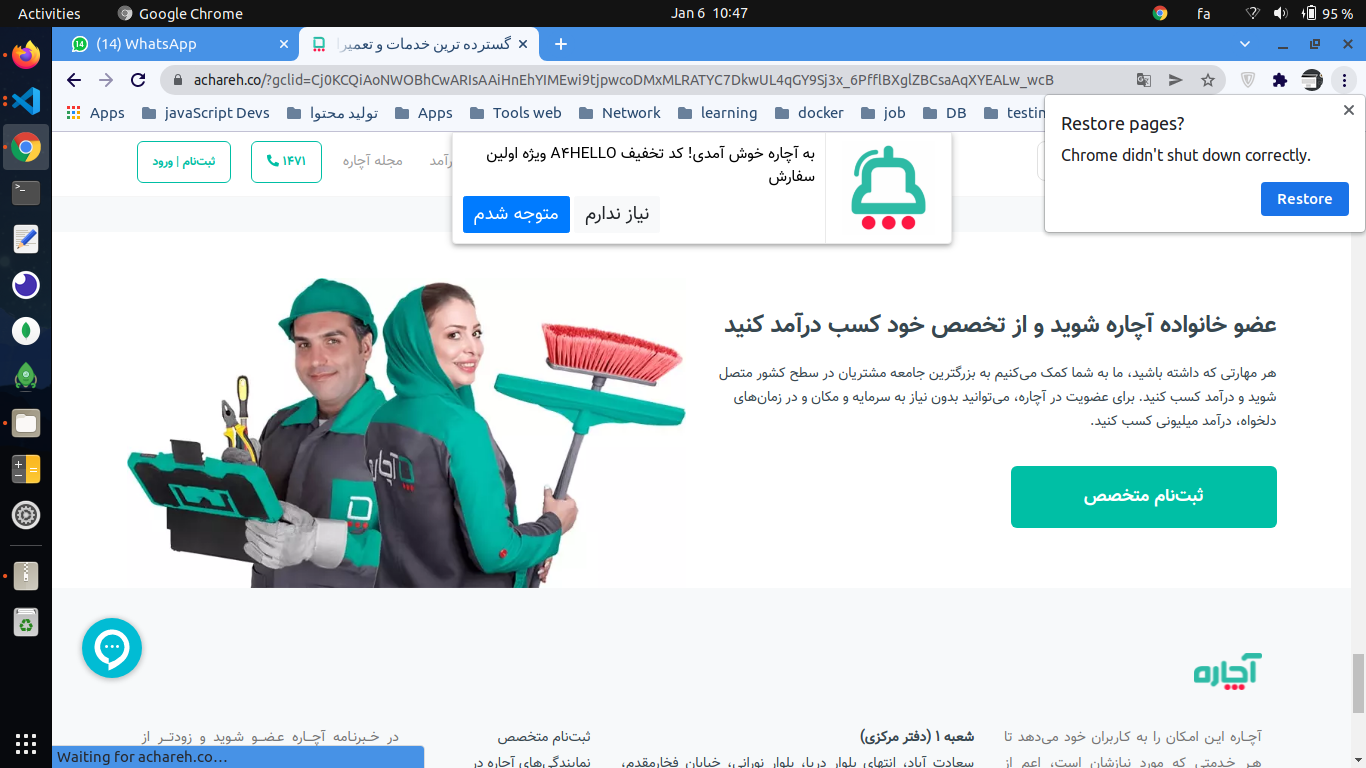 Activities
Google Chrome
Jan 6 10:47
fa
95 %
(14) WhatsApp
گسترده ترین خدمات و تعمیرا
achareh.co/?gclid=Cj0KCQiAoNWOBhCwARIsAAiHnEhYIMEwi9tjpwcoDMxMLRATYC7DkwUL4qGY9Sj3x_6PfflBXglZBCsaAqXYEALw_wcB
Apps
javaScript Devs
تولید محتوا
Apps
Tools web
Network
learning
docker
job
DB
testin
Restore pages?
Chrome didn't shut down correctly.
Restore
به آچاره خوش آمدی! کد تخفیف A۴HELLO ویژه اولین
سفارش
نیاز ندارم
متوجه شدم
مجله آچاره
۱۴۷۱
ثبت‌نام | ورود
عضو خانواده آچاره شوید و از تخصص خود کسب درآمد کنید
هر مهارتی که داشته باشید، ما به شما کمک می‌کنیم به بزرگترین جامعه مشتریان در سطح کشور متصل
شوید و درآمد کسب کنید. برای عضویت در آچاره، می‌توانید بدون نیاز به سرمایه و مکان و در زمان‌های
دلخواه، درآمد میلیونی کسب کنید.
ثبت‌نام متخصص
آچاره
آچاره
آچاره این امکان را به کاربران خود می‌دهد تا
هر خدمتی که مورد نیازشان است، اعم از
شعبه ۱ (دفتر مرکزی)
سعادت آباد، انتهای بلوار دریا، بلوار نورانی، خیابان فخارمقدم،
ثبت‌نام متخصص
نمایندگی‌های آچاره در
در خبرنامه آچاره عضو شوید و زودتر از
Waiting for achareh.co…